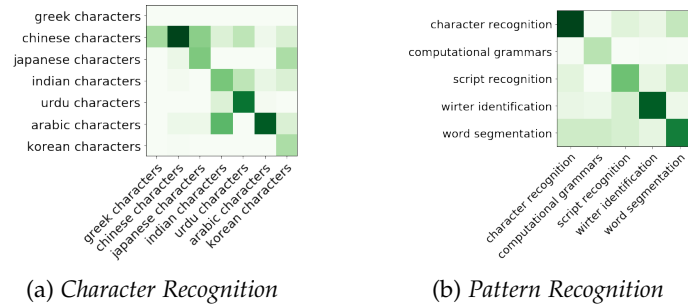 greek characters
chinese characters
japanese characters
indian characters
urdu characters
arabic characters
korean characters
greek characters
chinese characters
japanese characters
indian characters
urdu characters
arabic characters
korean characters
(a) Character Recognition
character recognition
computational grammars
script recognition
wirter identification
word segmentation
character recognition
computational grammars
script recognition
wirter identification
word segmentation
(b) Pattern Recognition